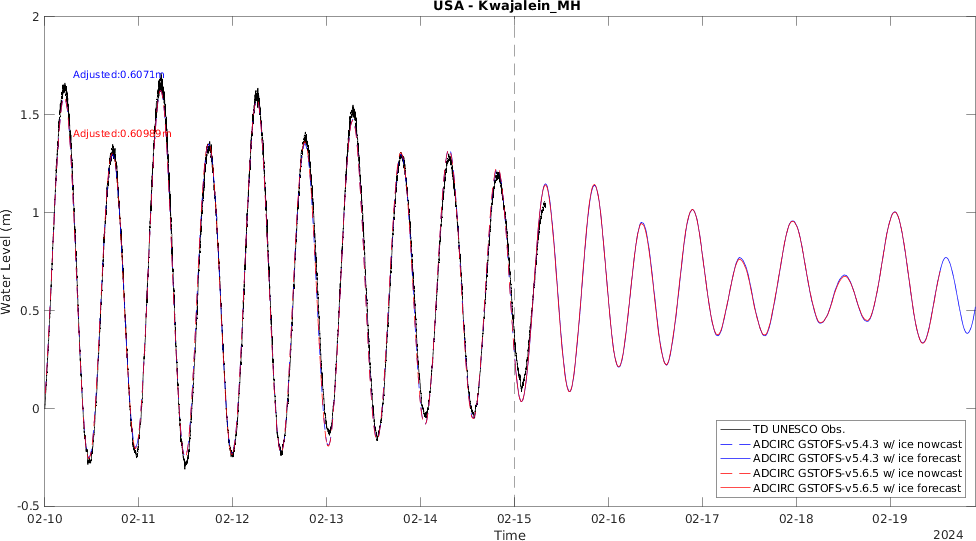 USA - Kwajalein_MH
2
1.5
1
0.5
0
-0.5
Water Level (m)
Adjusted:0.6071m
Adjusted:0.60989m
TD UNESCO Obs.
ADCIRC GSTOFS-v5.4.3 w/ ice nowcast
ADCIRC GSTOFS-v5.4.3 w/ ice forecast
ADCIRC GSTOFS-v5.6.5 w/ ice nowcast
ADCIRC GSTOFS-v5.6.5 w/ ice forecast
02-10 02-11 02-12 02-13 02-14 02-15 02-16 02-17 02-18 02-19
Time
2024